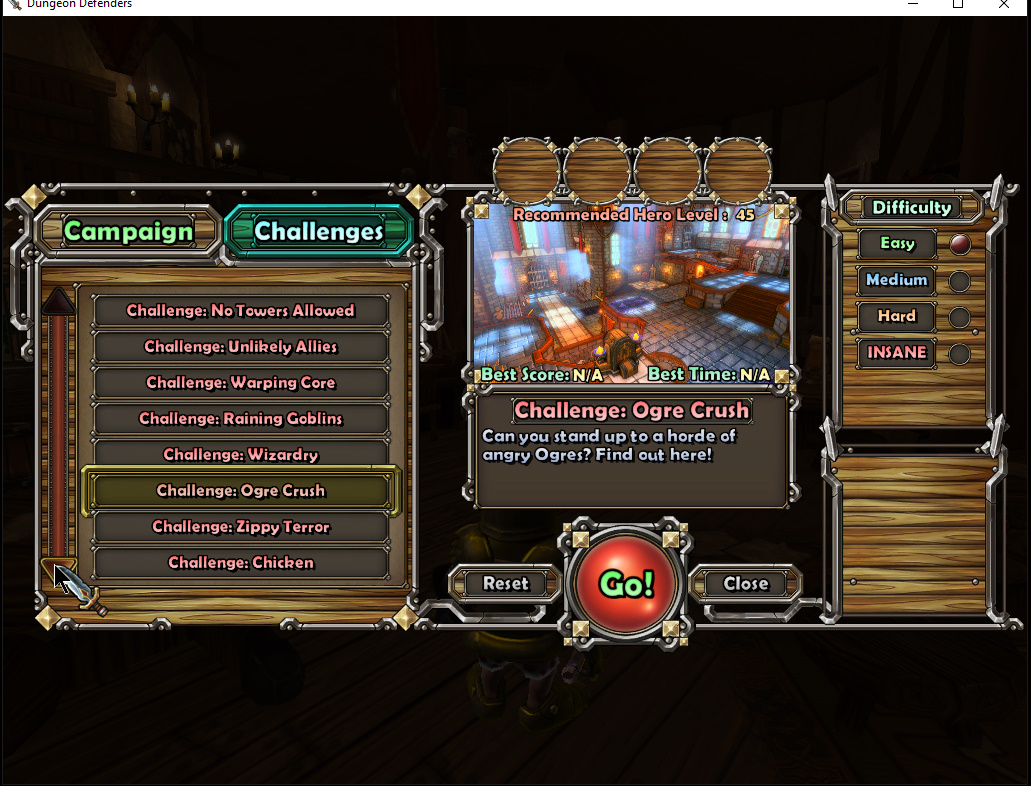 Dungeon Defenders
Campaign
Challenges
Challenge: No Towers Allowed
Challenge: Unlikely Allies
Challenge: Warping Core
Challenge: Raining Goblins
Challenge: Wizardry
Challenge: Ogre Crush
Challenge: Zippy Terror
Challenge: Chicken
Recommended Hero Level : 45
Best Score: N/A
Best Time: N/A
Challenge: Ogre Crush
Can you stand up to a horde of
angry Ogres? Find out here!
Reset
Go!
Close
Difficulty
Easy
Medium
Hard
INSANE